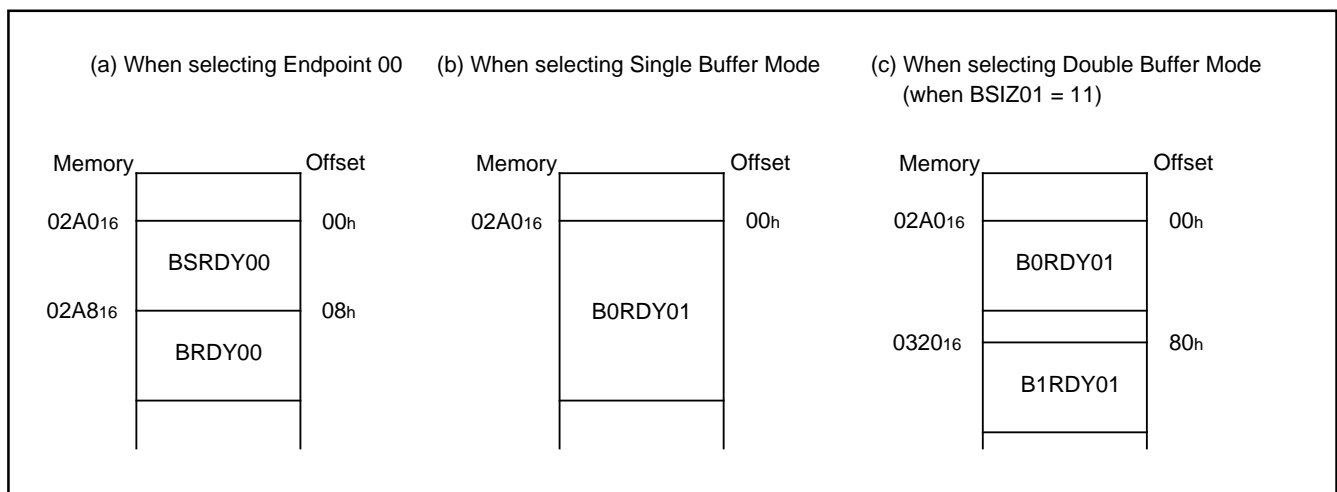 (a) When selecting Endpoint 00
Memory Offset
02A016 00h
BSRDY00
02A816 08h
BRDY00
(b) When selecting Single Buffer Mode
Memory Offset
02A016 00h
B0RDY01
(c) When selecting Double Buffer Mode
(when BSIZ01 = 11)
Memory Offset
02A016 00h
B0RDY01
032016 80h
B1RDY01